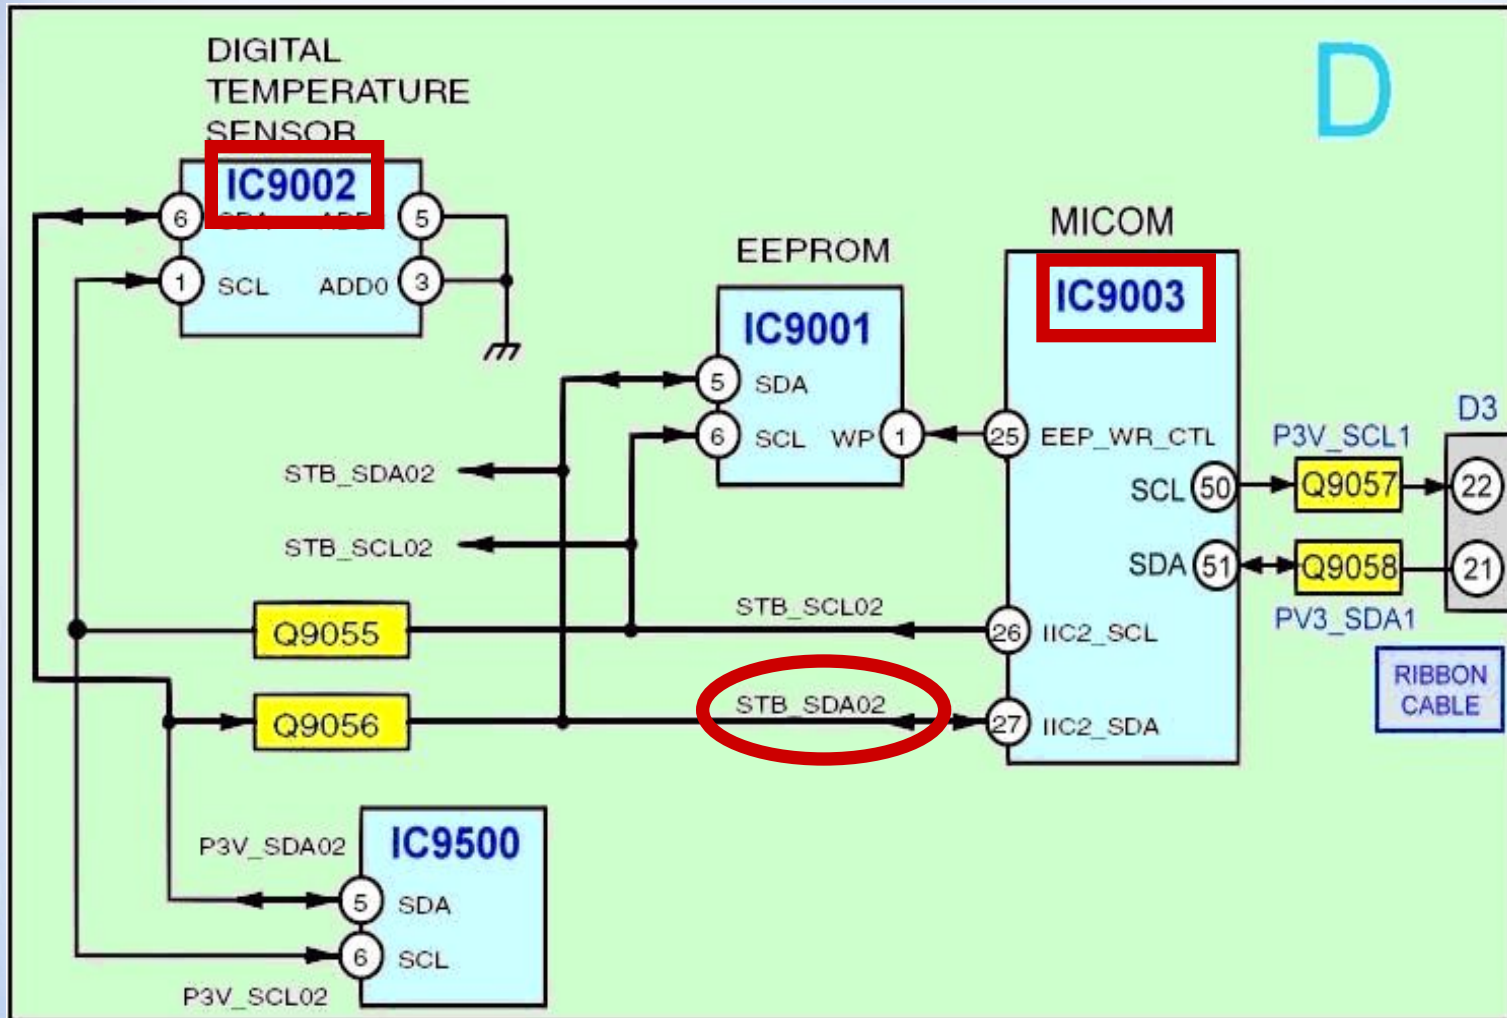 D
DIGITAL
TEMPERATURE
SENSOR
IC9002
6 SDA 5
1 SCL ADD0 3
EEPROM
IC9001
5 SDA
6 SCL WP 1
MICOM
IC9003
25 EEP_WR_CTL
SCL 50
SDA 51
26 IIC2_SCL
27 IIC2_SDA
P3V_SCL1
Q9057
Q9058
PV3_SDA1
D3
22
21
RIBBON
CABLE
STB_SDA02
STB_SCL02
STB_SCL02
STB_SDA02
Q9055
Q9056
P3V_SDA02
IC9500
5 SDA
6 SCL
P3V_SCL02